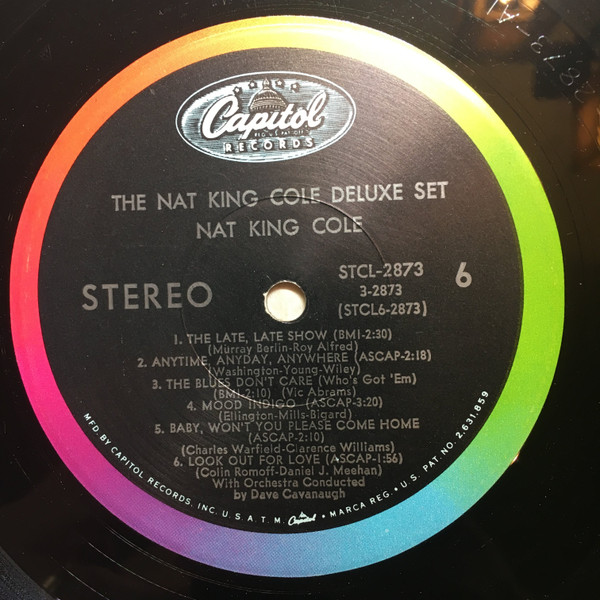 Capitol
RECORDS
THE NAT KING COLE DELUXE SET
NAT KING COLE
STEREO
STCL-2873
3-2873
(STCL6-2873)
6
1. THE LATE, LATE SHOW (BMI-2:30)
(Murray Berlin-Roy Alfred)
2. ANYTIME, ANYDAY, ANYWHERE (ASCAP-2:18)
(Washington-Young-Wiley)
3. THE BLUES DON'T CARE (Who's Got 'Em)
(BMI-2:10) (Vic Abrams)
4. MOOD INDIGO (ASCAP-3:20)
(Ellington-Mills-Bigard)
5. BABY, WON'T YOU PLEASE COME HOME
(ASCAP-2:10)
(Charles Warfield-Clarence Williams)
6. LOOK OUT FOR LOVE (ASCAP-1:56)
(Colin Romoff-Daniel J. Meehan)
With Orchestra Conducted
by Dave Cavanaugh
MFD. BY CAPITOL RECORDS, INC. U.S.A. T.M. Capitol • MARCA REG. • U.S. PAT. NO. 2,631,859